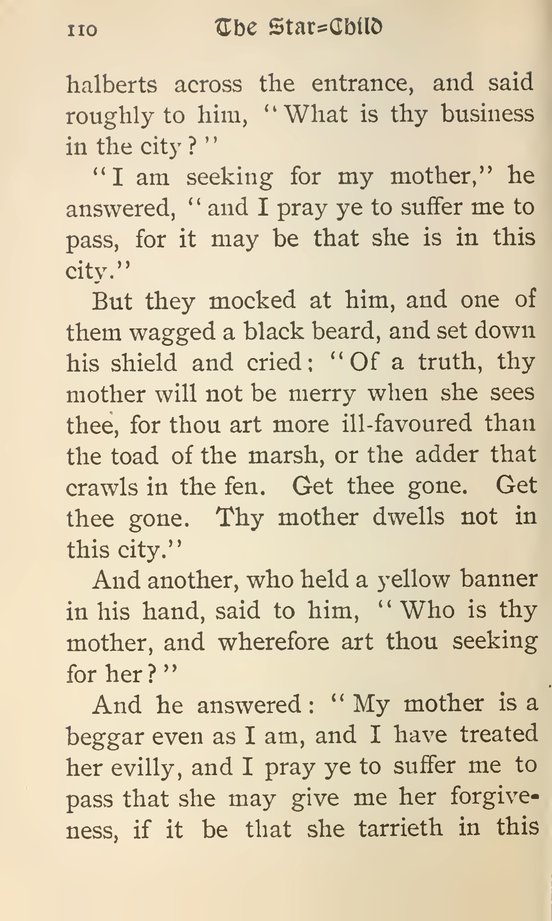 110 The Star=Child
halberts across the entrance, and said
roughly to him, “What is thy business
in the city?”
“I am seeking for my mother,” he
answered, “and I pray ye to suffer me to
pass, for it may be that she is in this
city.”
But they mocked at him, and one of
them wagged a black beard, and set down
his shield and cried: “Of a truth, thy
mother will not be merry when she sees
thee, for thou art more ill-favoured than
the toad of the marsh, or the adder that
crawls in the fen. Get thee gone. Get
thee gone. Thy mother dwells not in
this city.”
And another, who held a yellow banner
in his hand, said to him, “Who is thy
mother, and wherefore art thou seeking
for her?”
And he answered: “My mother is a
beggar even as I am, and I have treated
her evilly, and I pray ye to suffer me to
pass that she may give me her forgive-
ness, if it be that she tarrieth in this